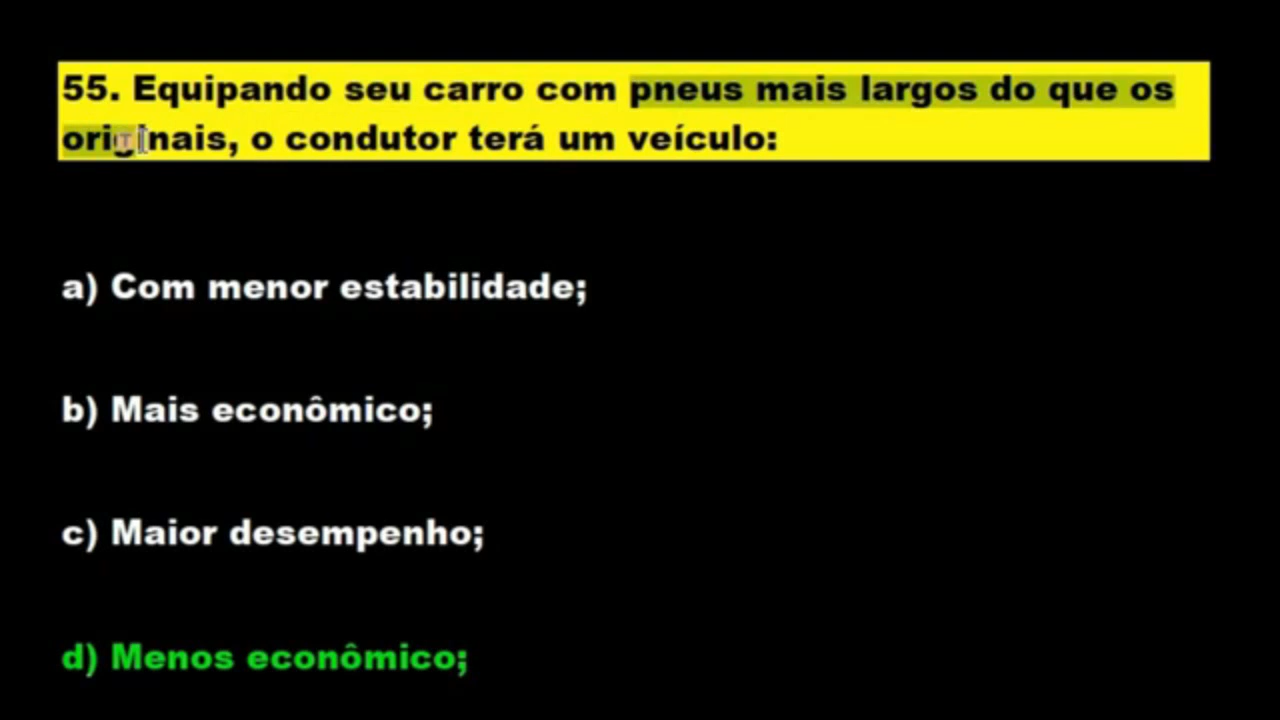 55. Equipando seu carro com pneus mais largos do que os
originais, o condutor terá um veículo:
a) Com menor estabilidade;
b) Mais econômico;
c) Maior desempenho;
d) Menos econômico;